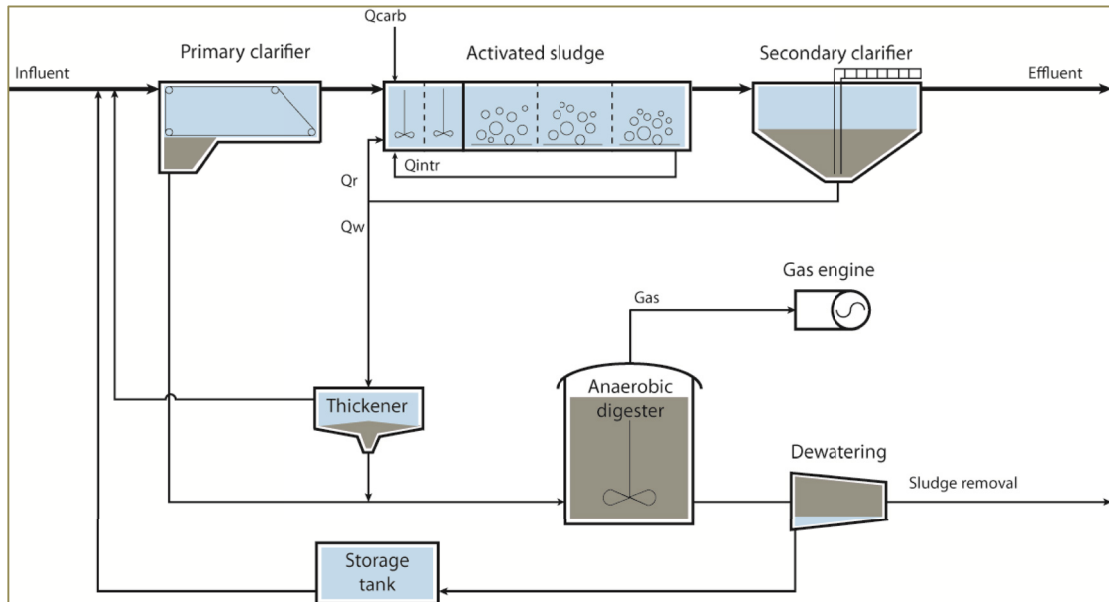 Qcarb
Primary clarifier
Activated sludge
Secondary clarifier
Influent
Effluent
Qintr
Qr
Qw
Gas engine
Gas
Thickener
Anaerobic
digester
Dewatering
Sludge removal
Storage
tank